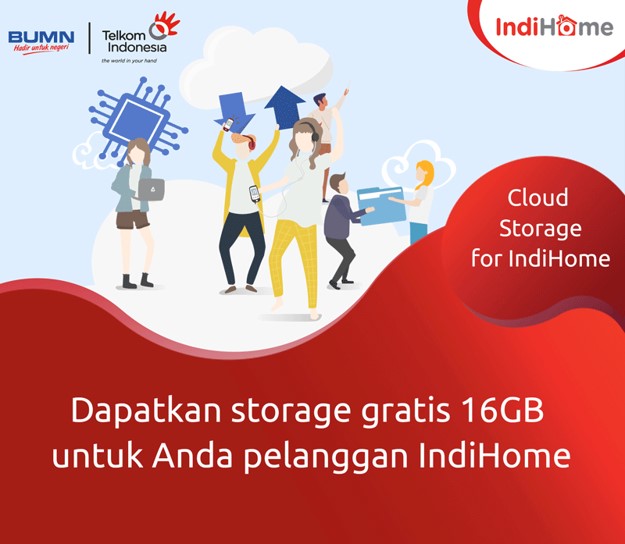 BUMN
Hadir untuk negeri
Telkom
Indonesia
the world in your hand
IndiHome
Cloud
Storage
for IndiHome
Dapatkan storage gratis 16GB
untuk Anda pelanggan IndiHome